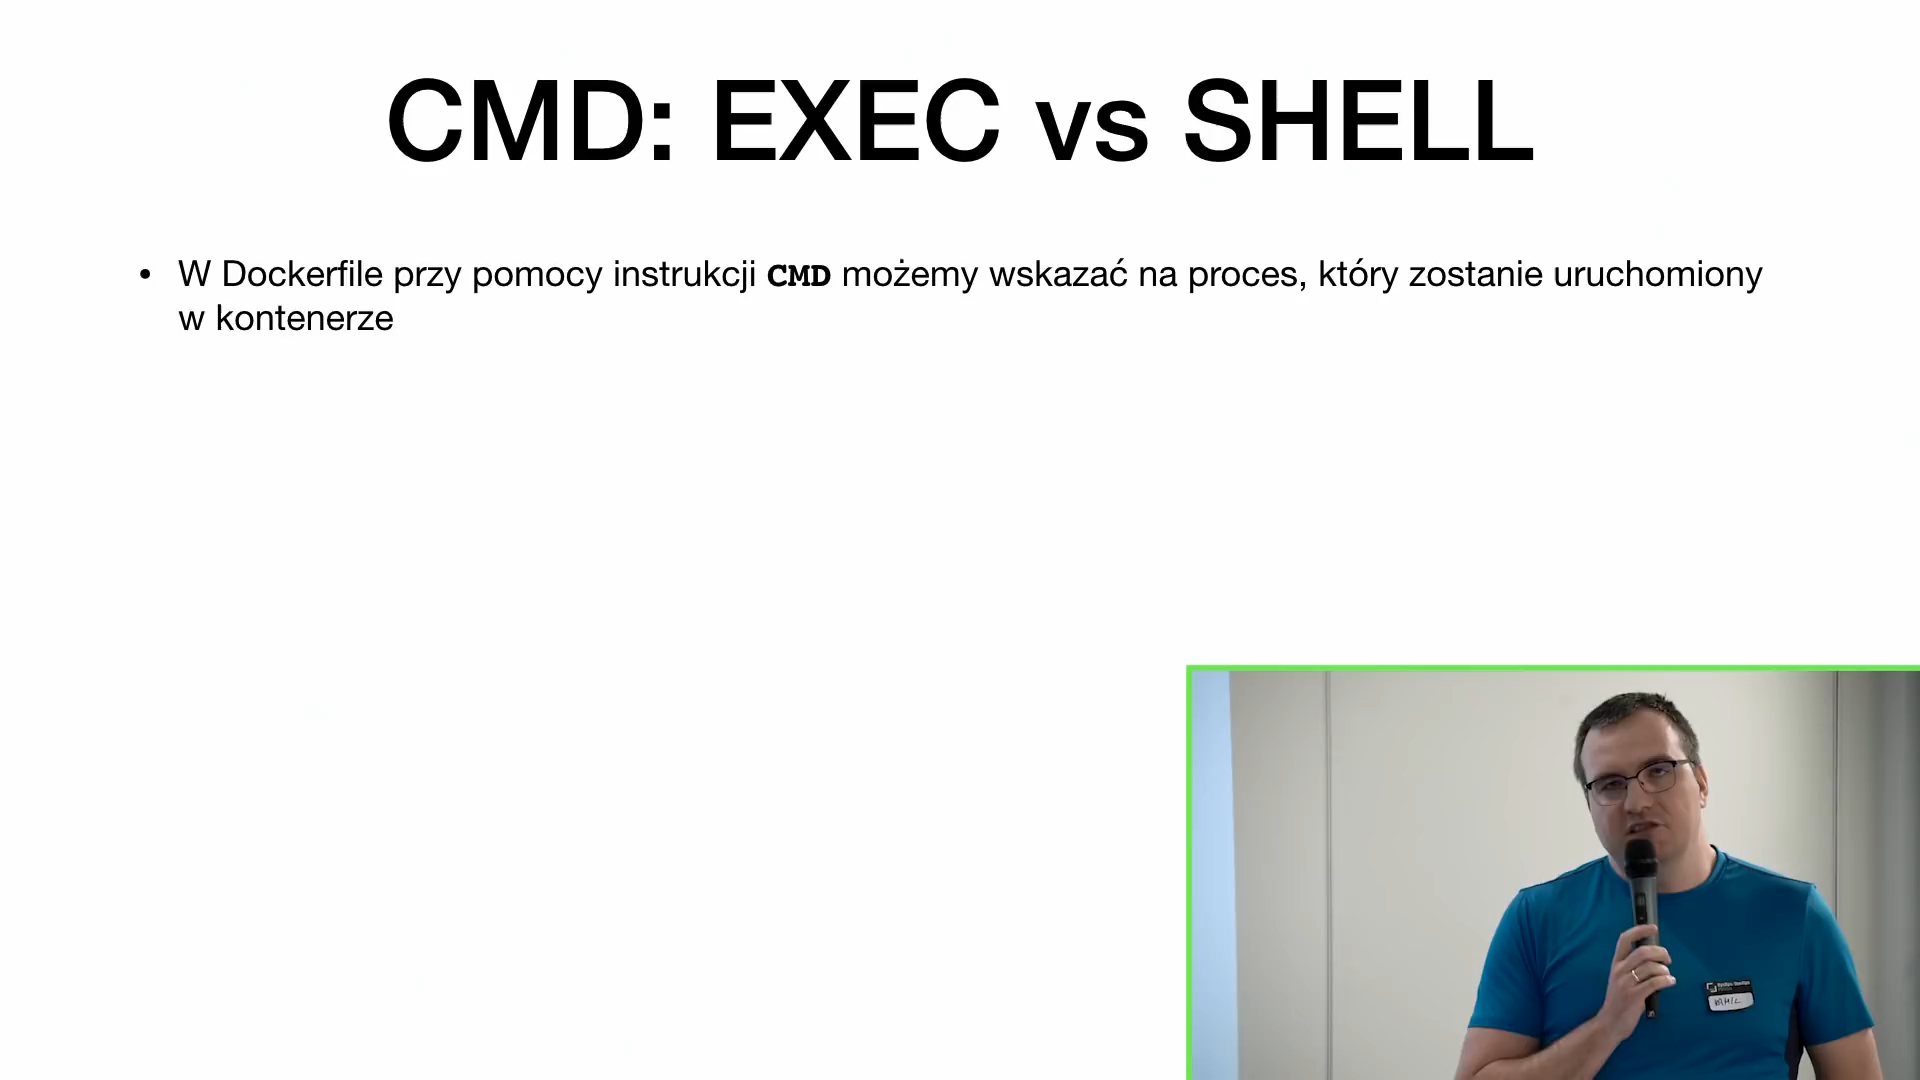 CMD: EXEC vs SHELL
• W Dockerfile przy pomocy instrukcji CMD możemy wskazać na proces, który zostanie uruchomiony
w kontenerze